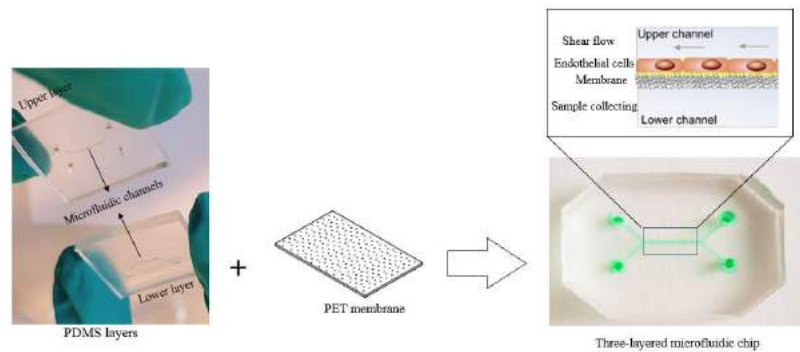 Upper layer
Microfluidic channels
Lower layer
PDMS layers
+
PET membrane
Upper channel
Shear flow
Endothelial cells
Membrane
Sample collecting
Lower channel
Three-layered microfluidic chip